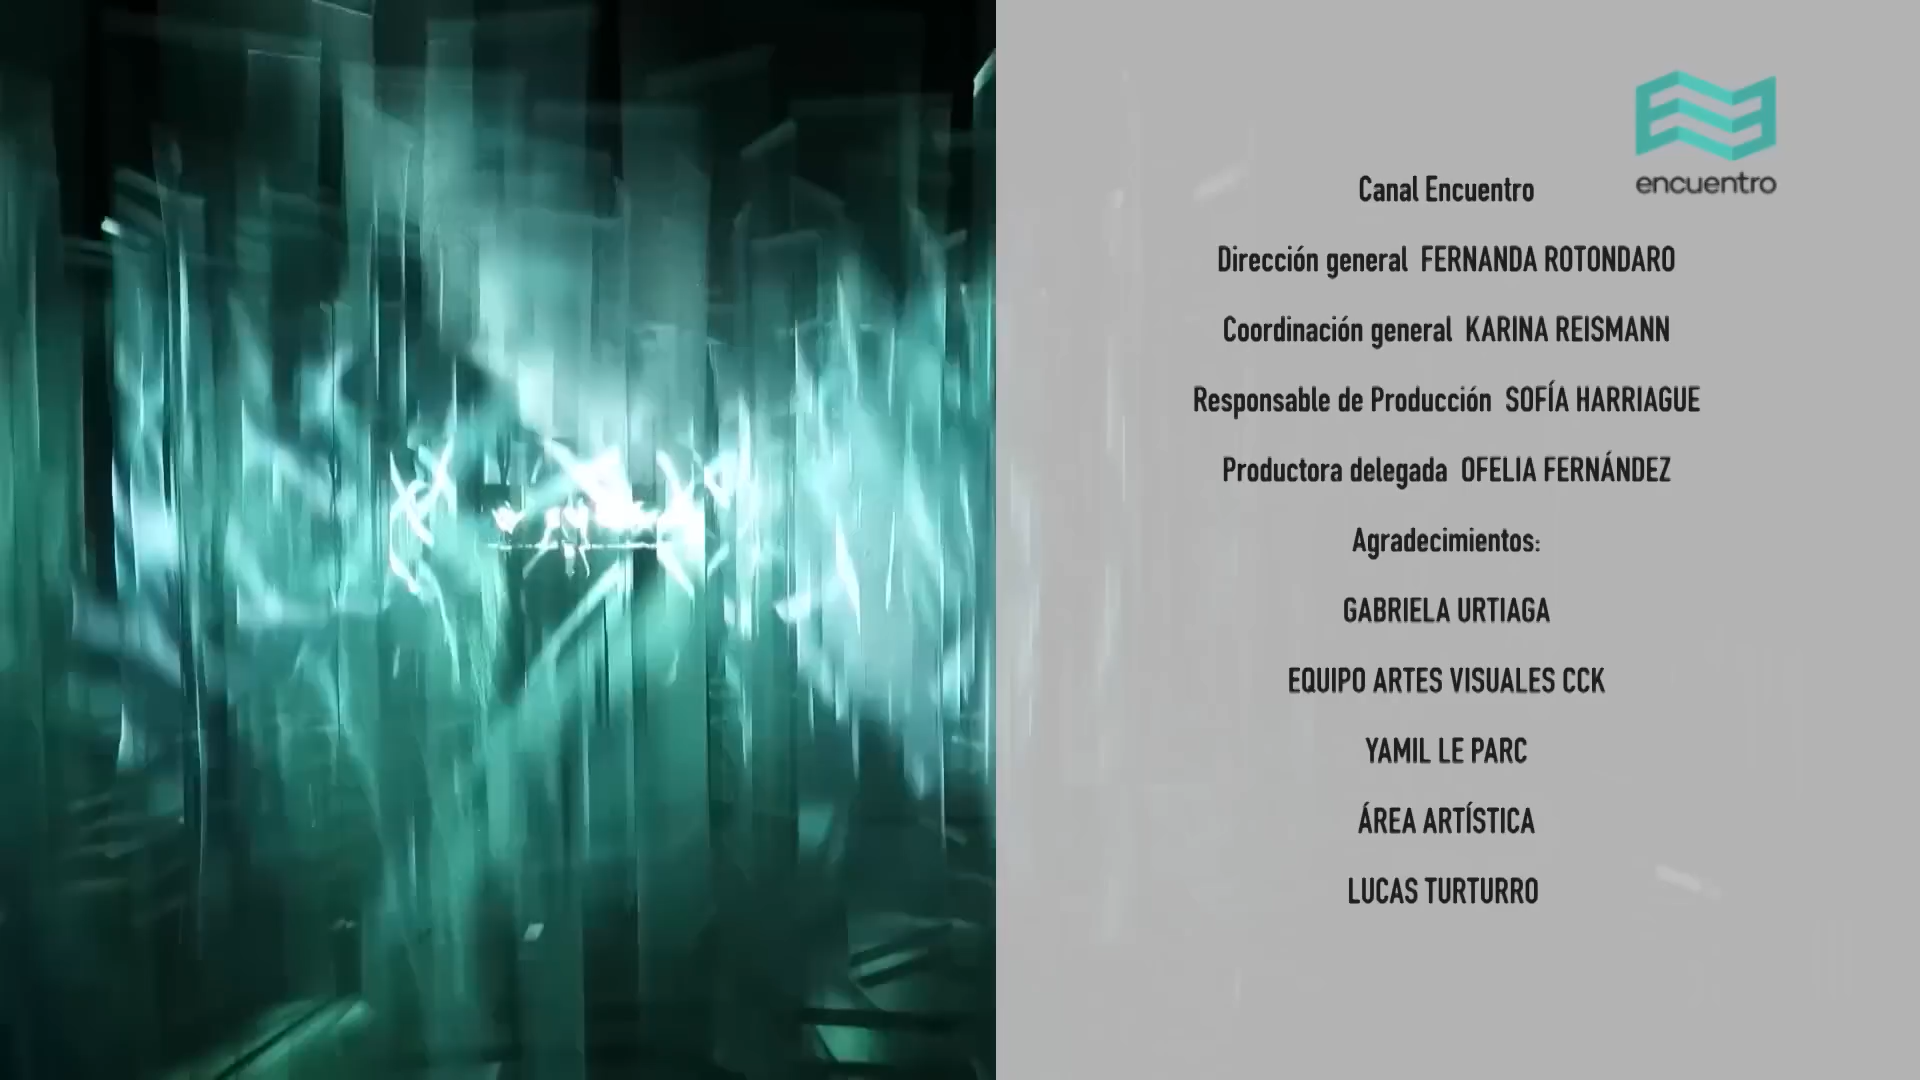 encuentro
Canal Encuentro
Dirección general FERNANDA ROTONDARO
Coordinación general KARINA REISMANN
Responsable de Producción SOFÍA HARRIAGUE
Productora delegada OFELIA FERNÁNDEZ
Agradecimientos:
GABRIELA URTIAGA
EQUIPO ARTES VISUALES CCK
YAMIL LE PARC
ÁREA ARTÍSTICA
LUCAS TURTURRO